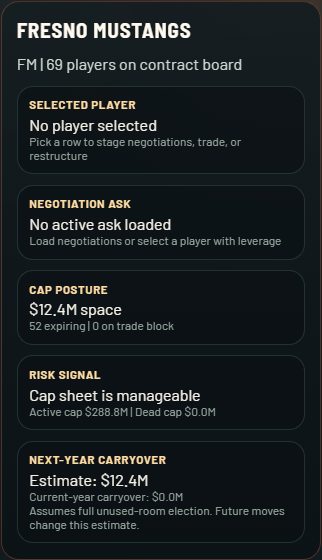 FRESNO MUSTANGS
FM | 69 players on contract board
SELECTED PLAYER
No player selected
Pick a row to stage negotiations, trade, or
restructure
NEGOTIATION ASK
No active ask loaded
Load negotiations or select a player with leverage
CAP POSTURE
$12.4M space
52 expiring | 0 on trade block
RISK SIGNAL
Cap sheet is manageable
Active cap $288.8M | Dead cap $0.0M
NEXT-YEAR CARRYOVER
Estimate: $12.4M
Current-year carryover: $0.0M
Assumes full unused-room election. Future moves
change this estimate.